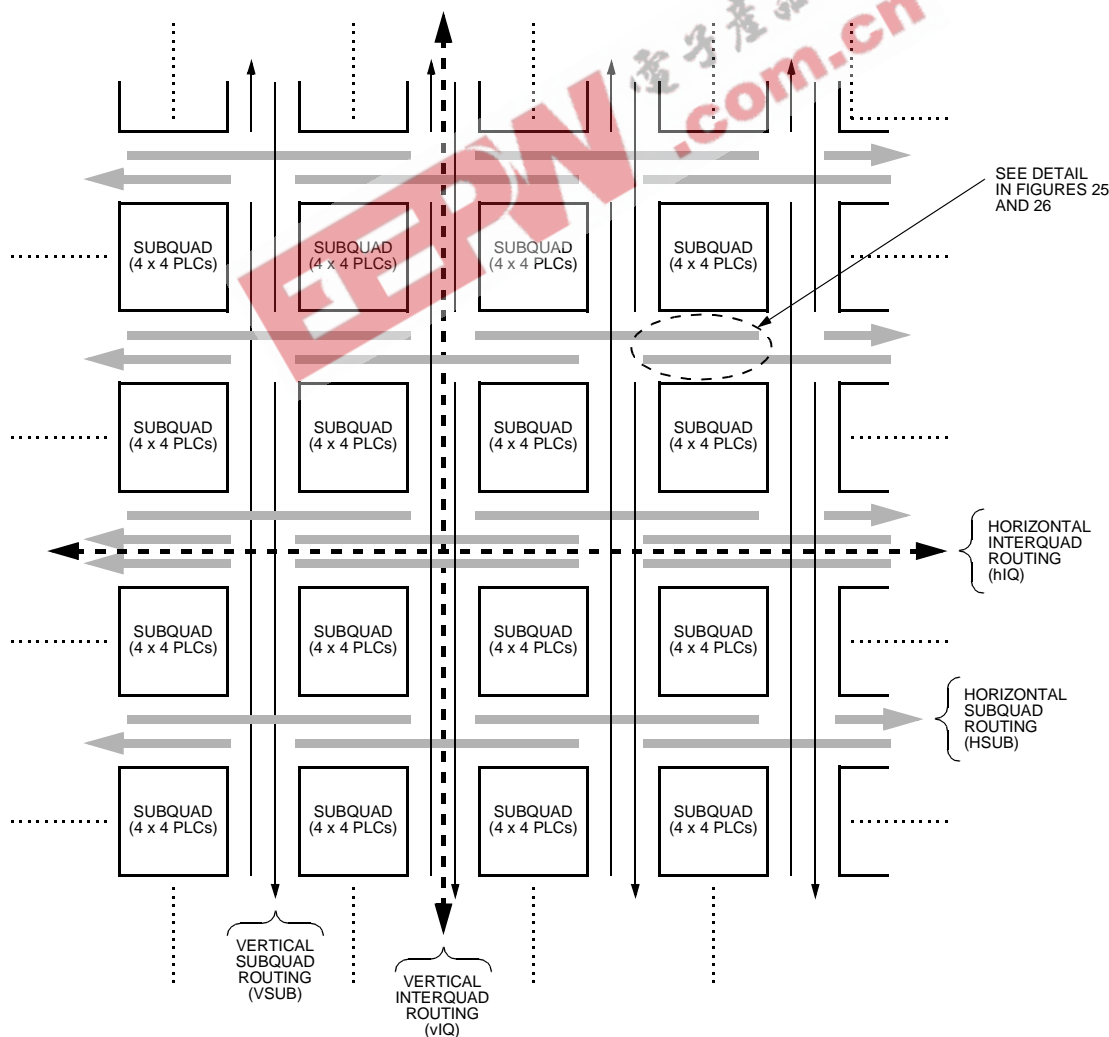 電子產品
.com.cn
EEPW
SEE DETAIL
IN FIGURES 25
AND 26
SUBQUAD
(4 x 4 PLCs)
SUBQUAD
(4 x 4 PLCs)
SUBQUAD
(4 x 4 PLCs)
SUBQUAD
(4 x 4 PLCs)
SUBQUAD
(4 x 4 PLCs)
SUBQUAD
(4 x 4 PLCs)
SUBQUAD
(4 x 4 PLCs)
SUBQUAD
(4 x 4 PLCs)
HORIZONTAL
INTERQUAD
ROUTING
(hIQ)
SUBQUAD
(4 x 4 PLCs)
SUBQUAD
(4 x 4 PLCs)
SUBQUAD
(4 x 4 PLCs)
SUBQUAD
(4 x 4 PLCs)
HORIZONTAL
SUBQUAD
ROUTING
(HSUB)
SUBQUAD
(4 x 4 PLCs)
SUBQUAD
(4 x 4 PLCs)
SUBQUAD
(4 x 4 PLCs)
SUBQUAD
(4 x 4 PLCs)
VERTICAL
SUBQUAD
ROUTING
(VSUB)
VERTICAL
INTERQUAD
ROUTING
(vIQ)